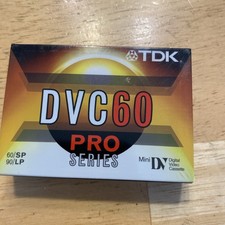 TDK
DVC60
PRO
SERIES
60/SP
90/LP
Mini DV Digital Video Cassette